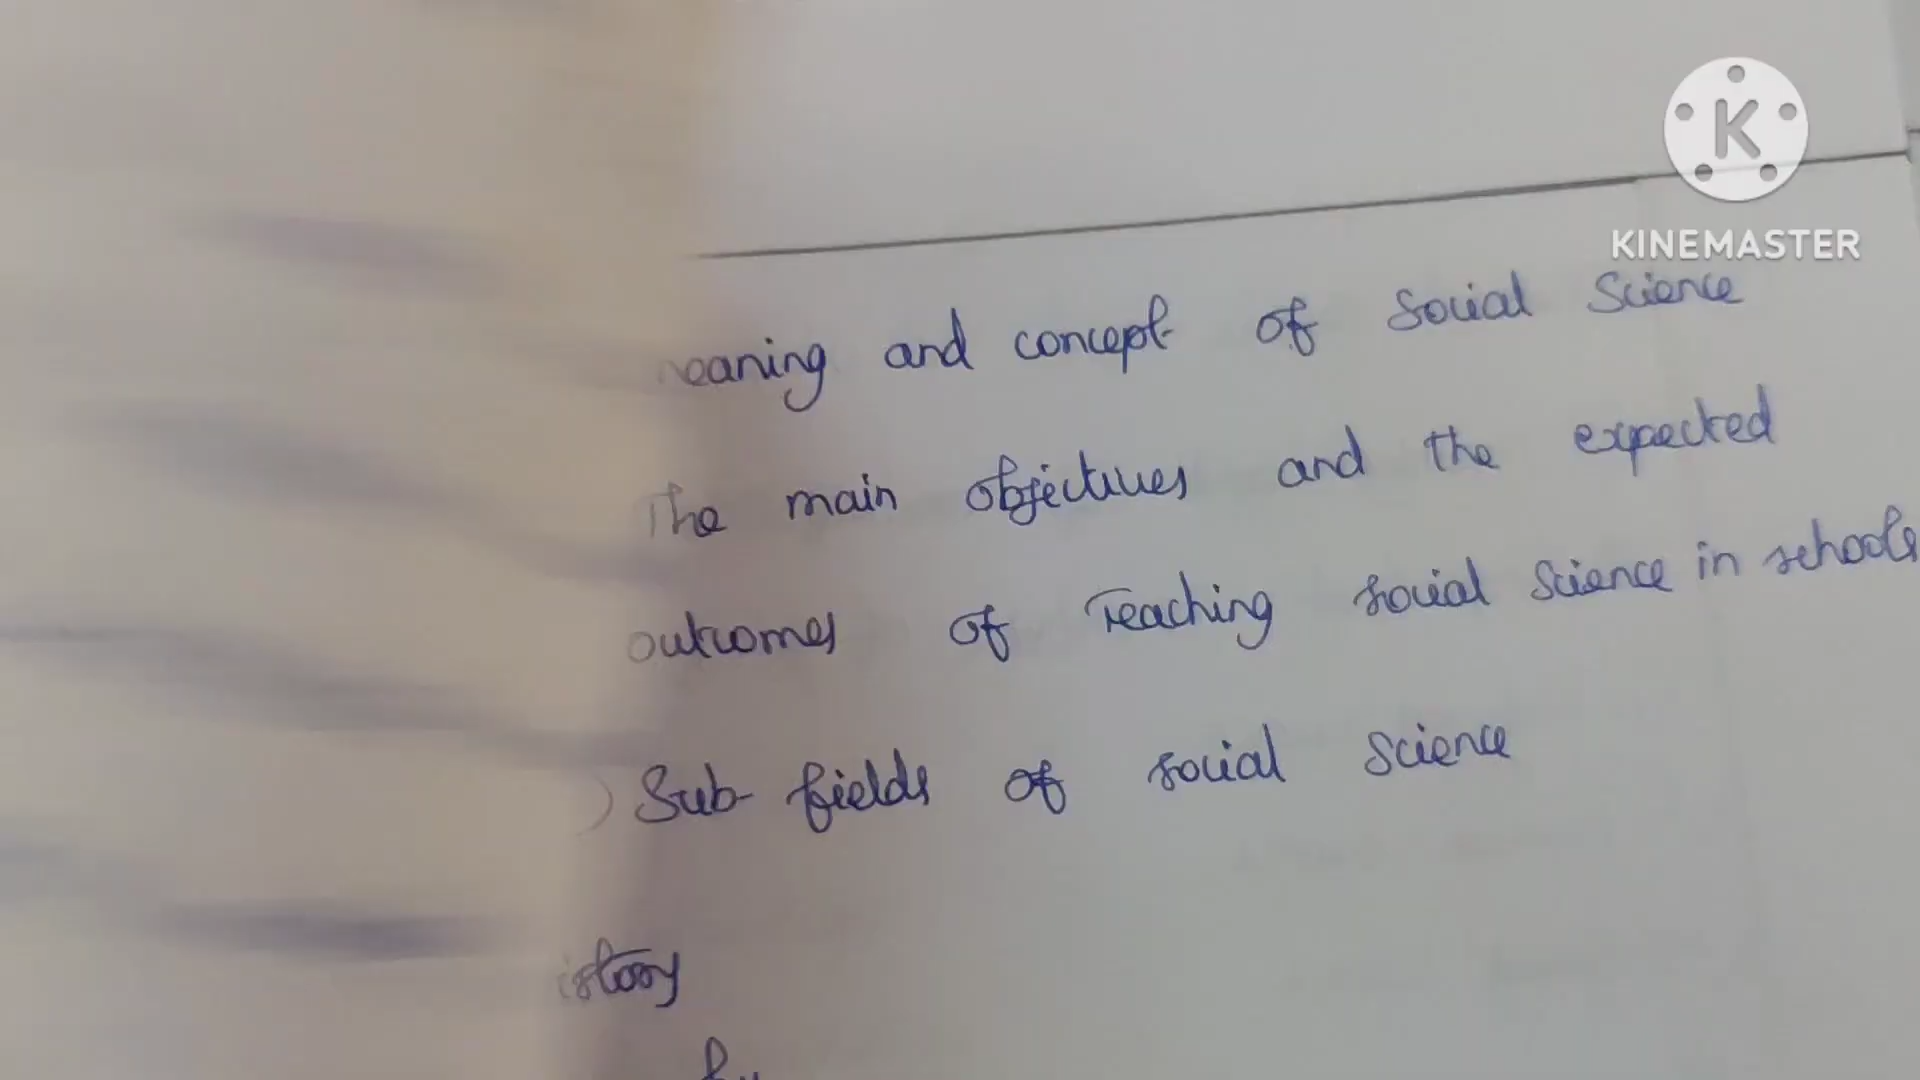 KINEMASTER
meaning and concept of Social Science
The main objectives and the expected
outcomes of Teaching social Science in schools
) Sub fields of social Science
istory